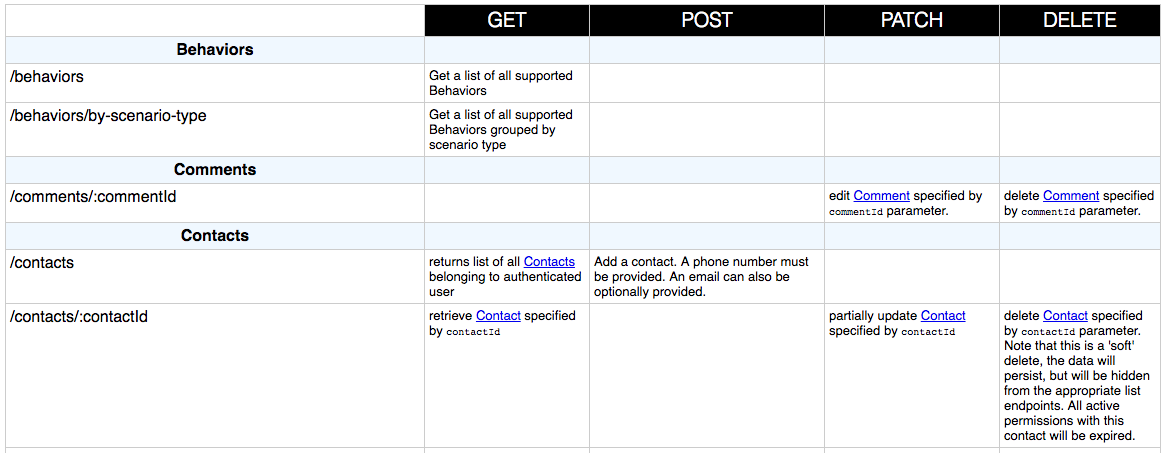 GET POST PATCH DELETE
Behaviors
/behaviors
Get a list of all supported
Behaviors
/behaviors/by-scenario-type
Get a list of all supported
Behaviors grouped by
scenario type
Comments
/comments/:commentId
edit Comment specified by
commentId parameter.
delete Comment specified
by commentId parameter.
Contacts
/contacts
returns list of all Contacts
belonging to authenticated
user
Add a contact. A phone number must
be provided. An email can also be
optionally provided.
/contacts/:contactId
retrieve Contact specified
by contactId
partially update Contact
specified by contactId
delete Contact specified
by contactId parameter.
Note that this is a 'soft'
delete, the data will
persist, but will be hidden
from the appropriate list
endpoints. All active
permissions with this
contact will be expired.